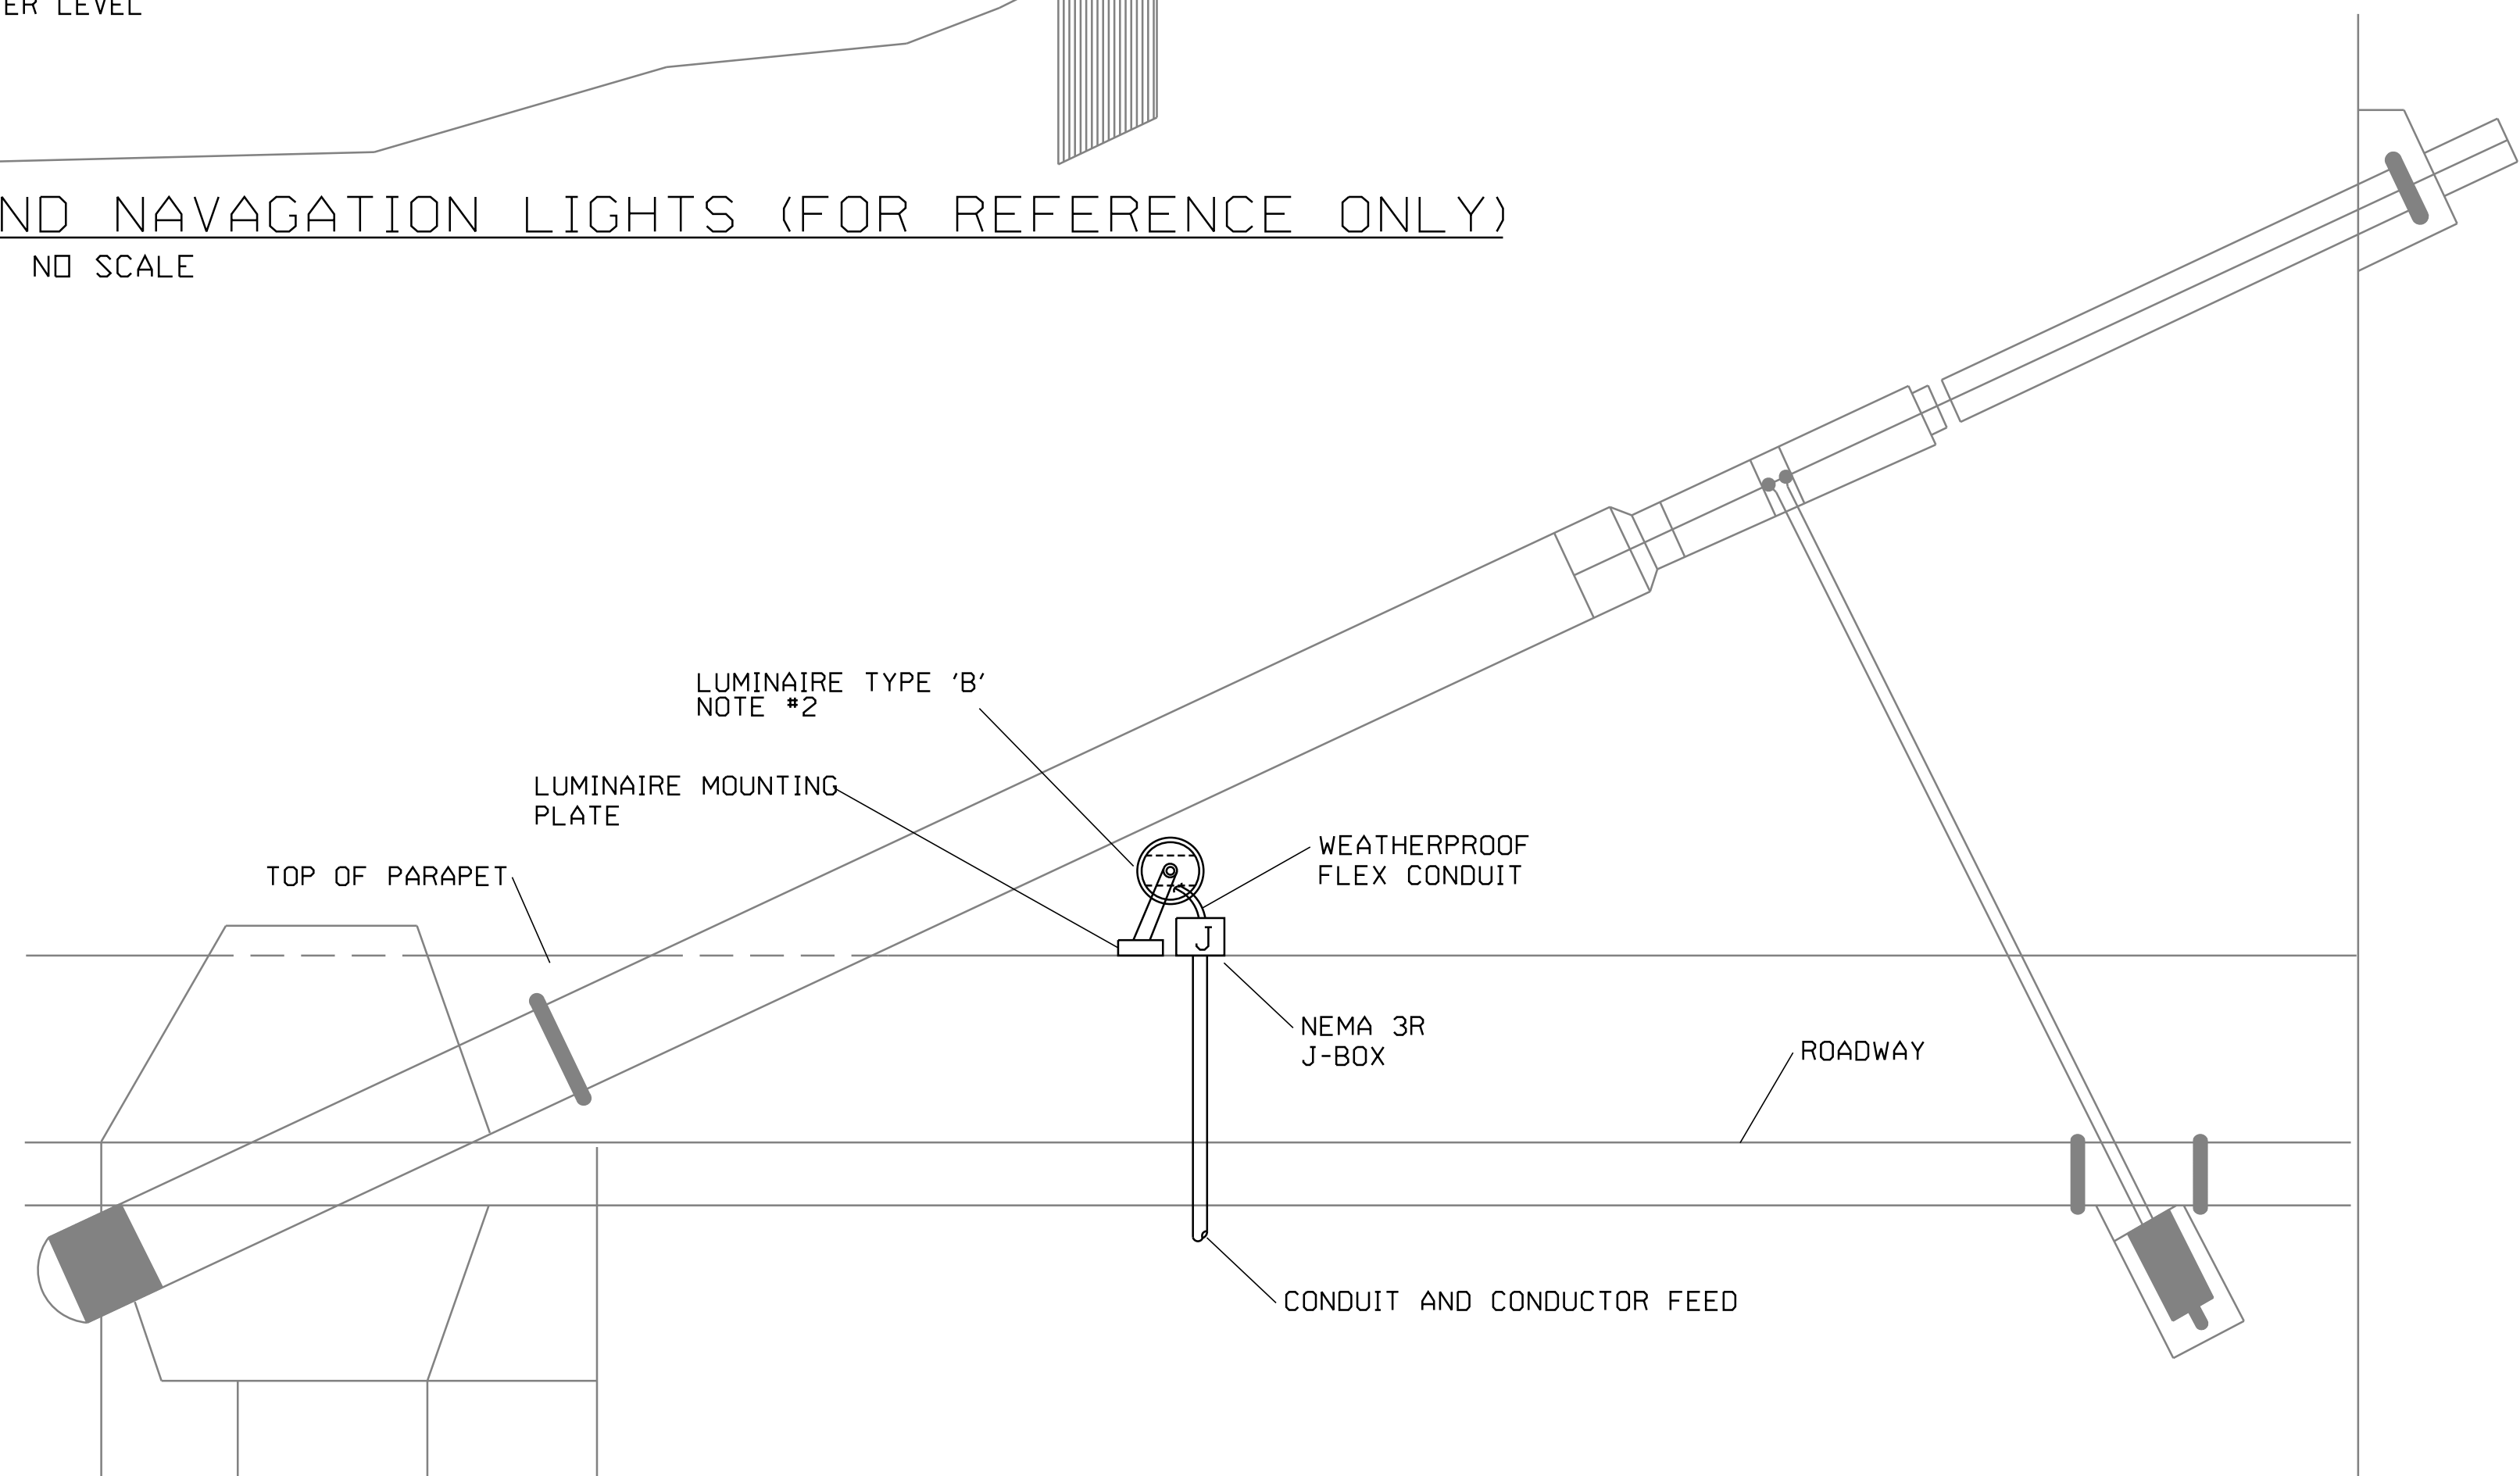 ER LEVEL
ND NAVAGATION LIGHTS (FOR REFERENCE ONLY)
NO SCALE
LUMINAIRE TYPE 'B'
NOTE #2
LUMINAIRE MOUNTING
PLATE
TOP OF PARAPET
WEATHERPROOF
FLEX CONDUIT
J
NEMA 3R
J-BOX
ROADWAY
CONDUIT AND CONDUCTOR FEED